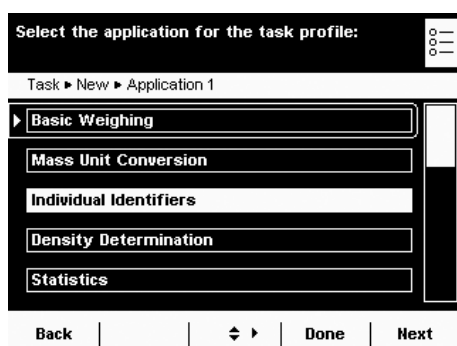 Select the application for the task profile:
Task ▸ New ▸ Application 1
Basic Weighing
Mass Unit Conversion
Individual Identifiers
Density Determination
Statistics
Back Done Next